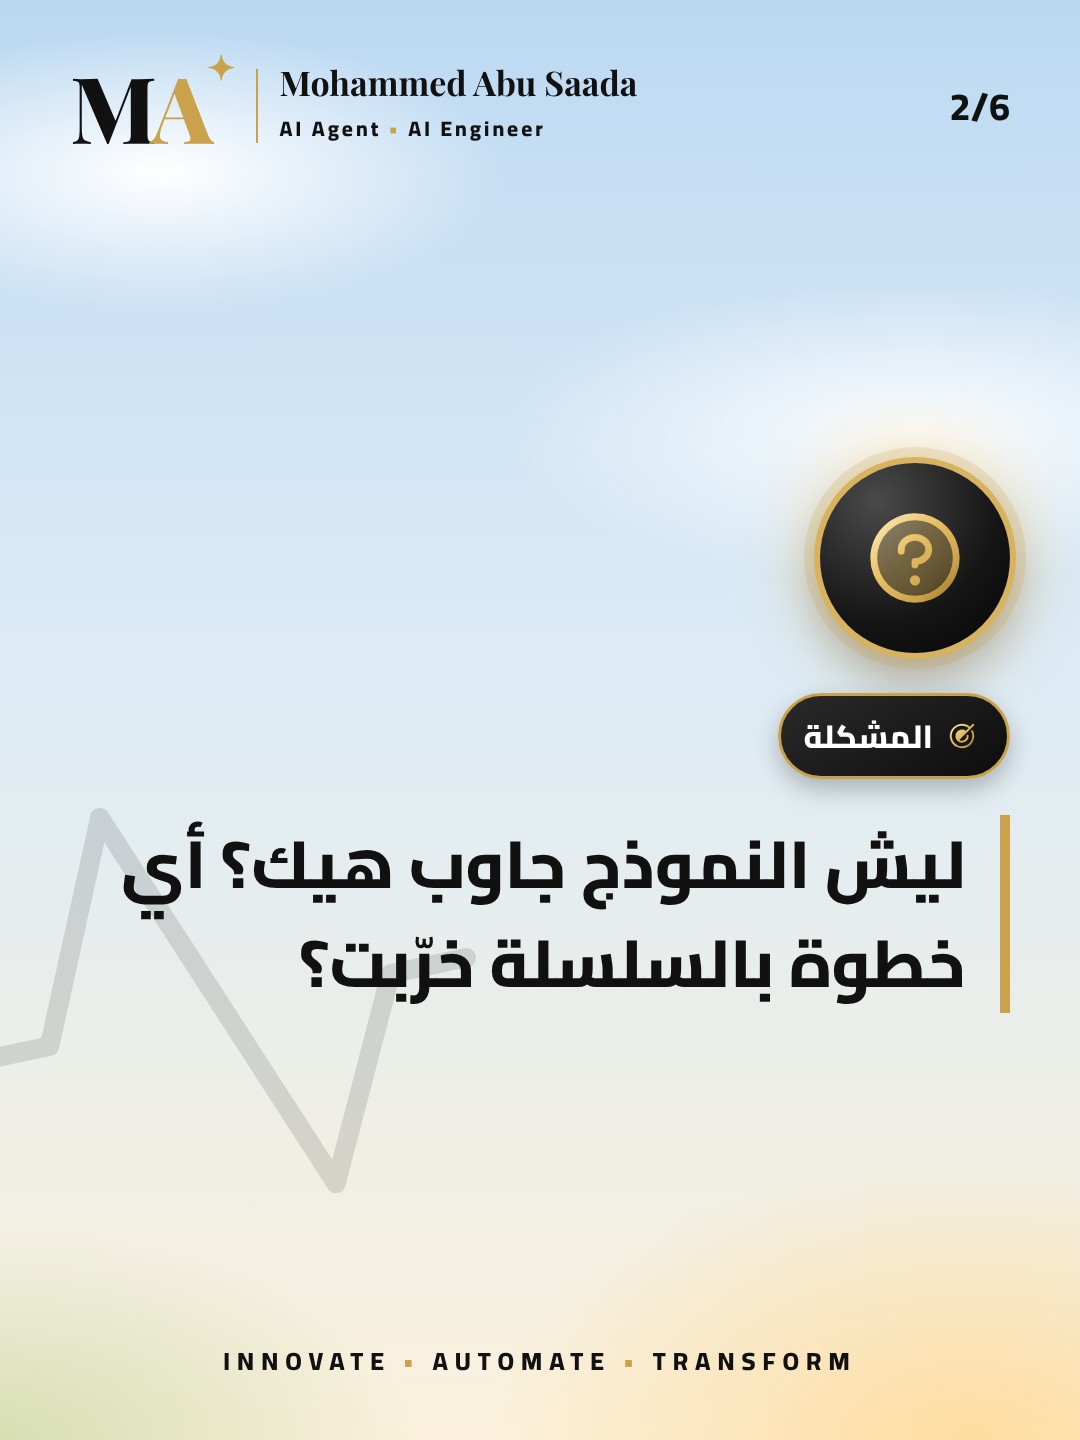 MA
Mohammed Abu Saada
AI Agent ▪ AI Engineer
2/6
المشكلة
ليش النموذج جاوب هيك؟ أي
خطوة بالسلسلة خرّبت؟
INNOVATE ▪ AUTOMATE ▪ TRANSFORM